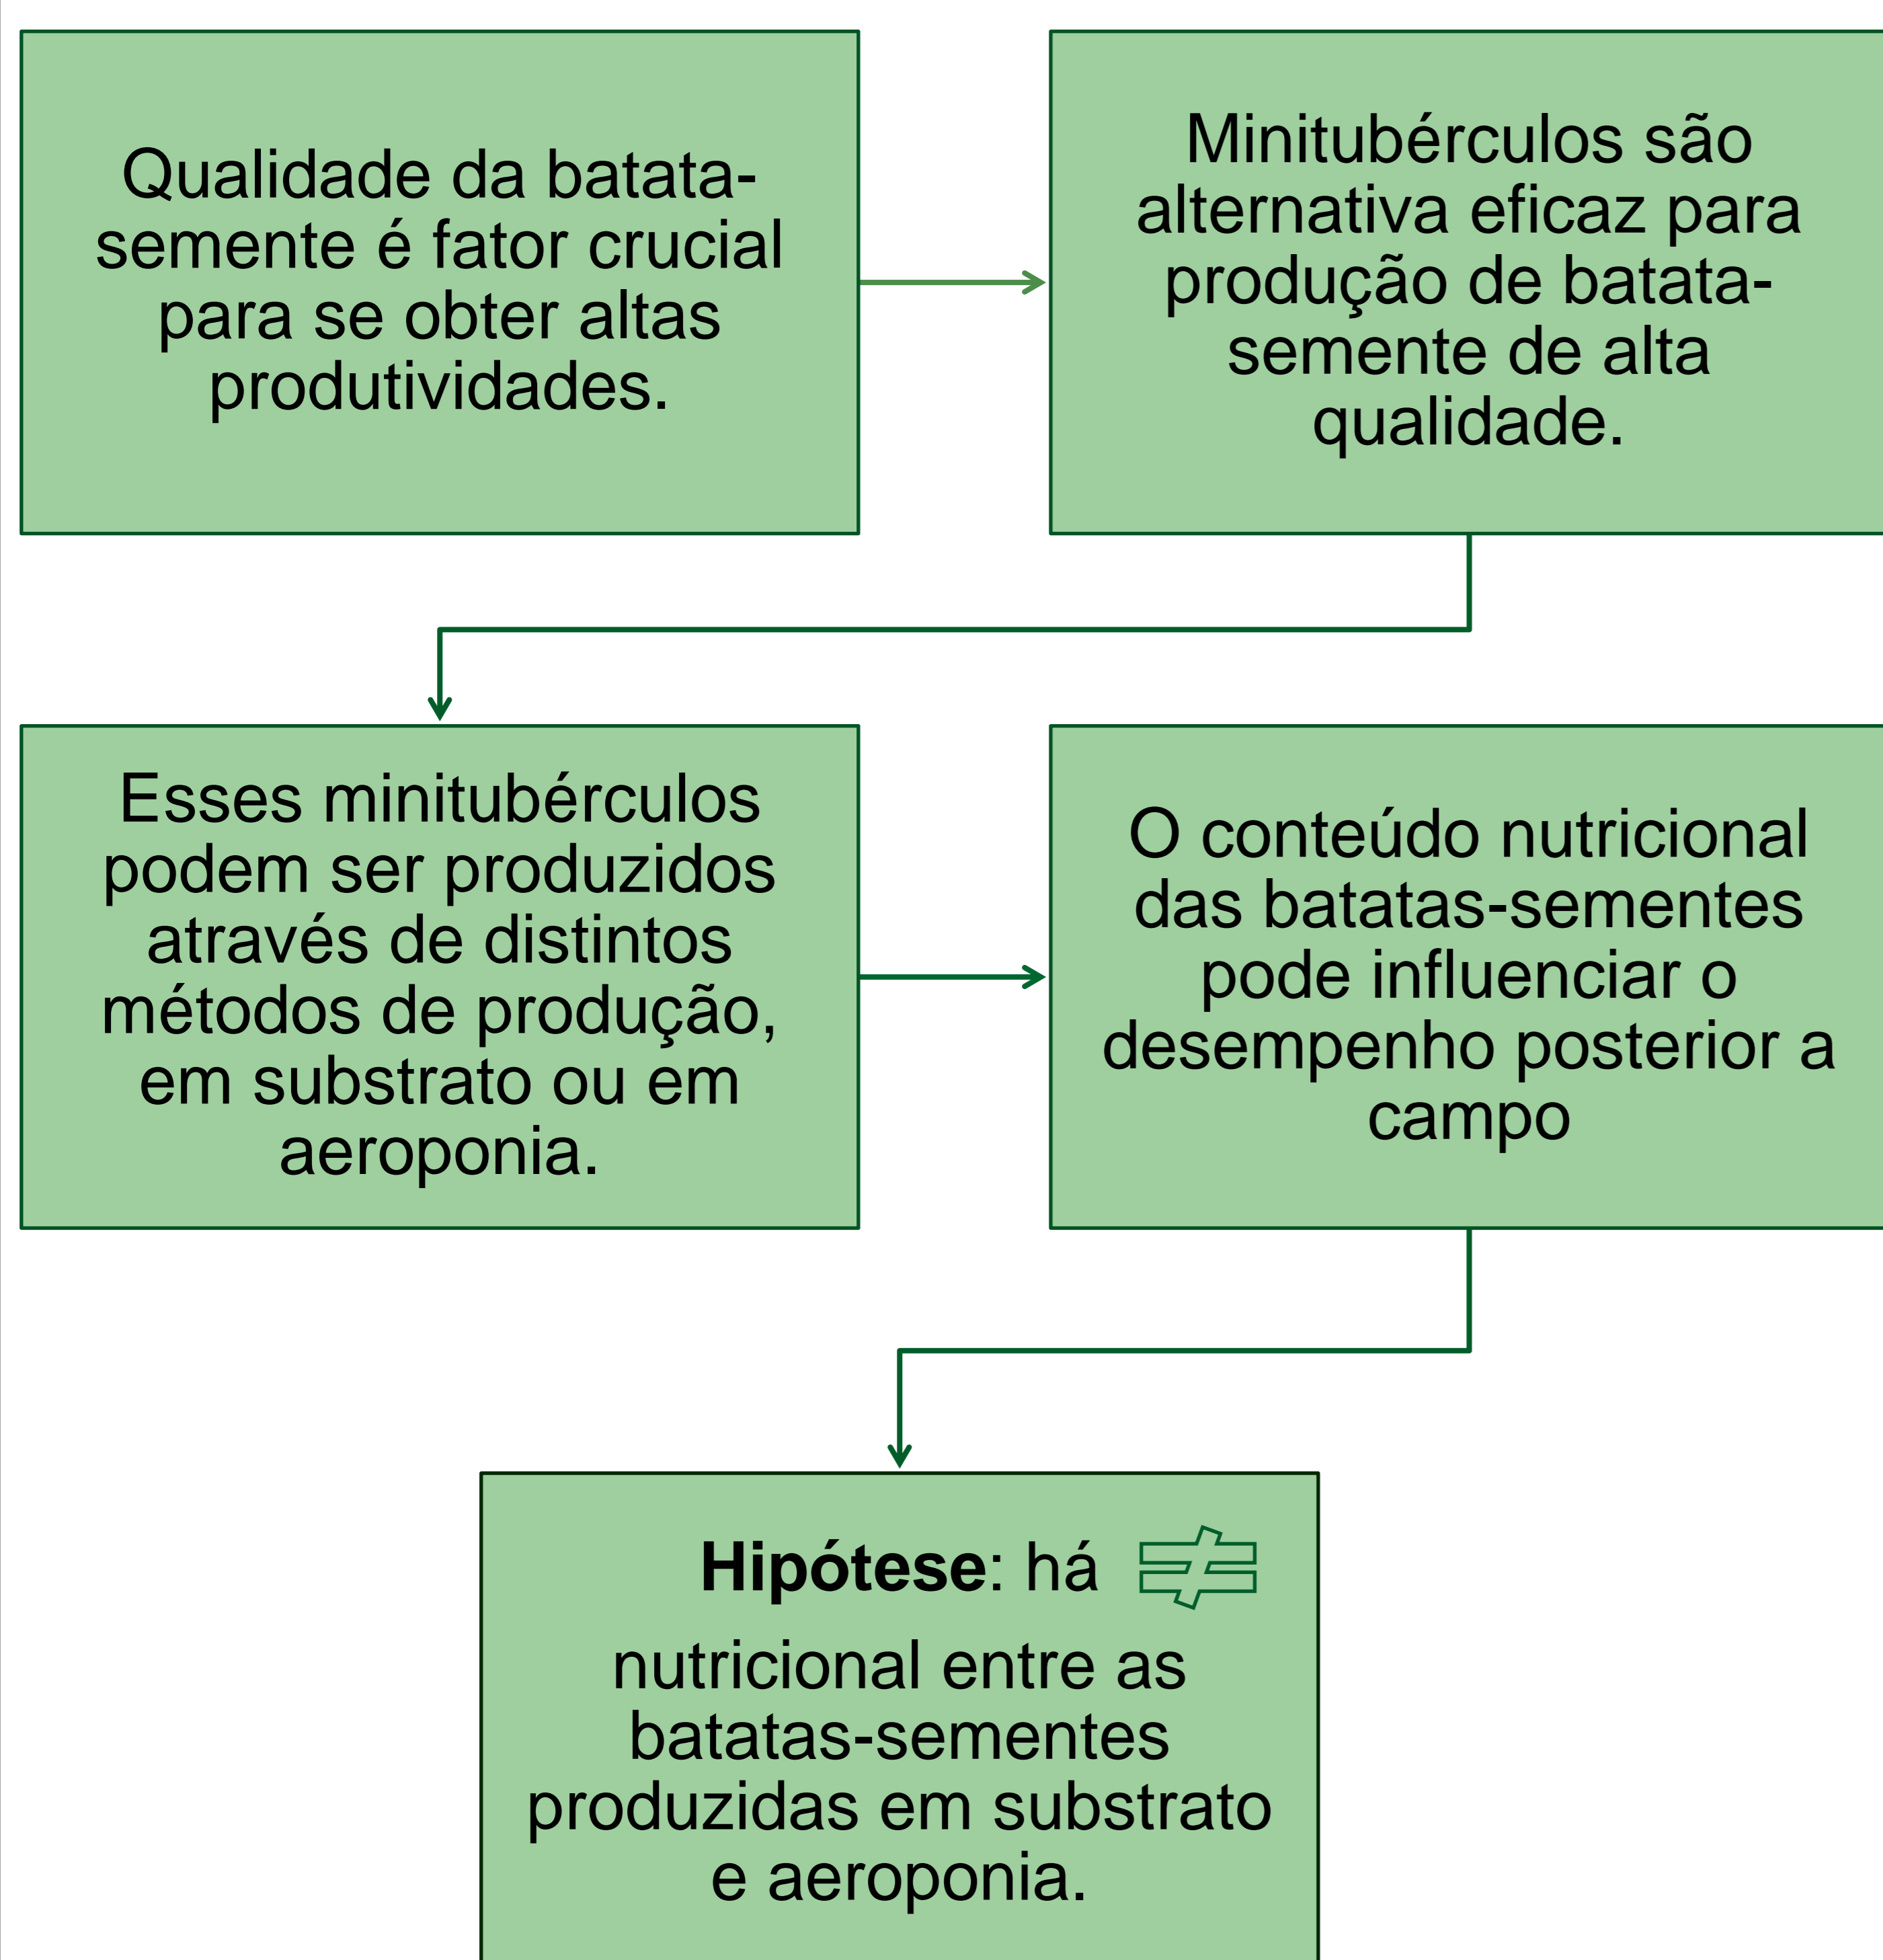 Qualidade da batata-
semente é fator crucial
para se obter altas
produtividades.
Minitubérculos são
alternativa eficaz para
produção de batata-
semente de alta
qualidade.
Esses minitubérculos
podem ser produzidos
através de distintos
métodos de produção,
em substrato ou em
aeroponia.
O conteúdo nutricional
das batatas-sementes
pode influenciar o
desempenho posterior a
campo
Hipótese: há ≠
nutricional entre as
batatas-sementes
produzidas em substrato
e aeroponia.